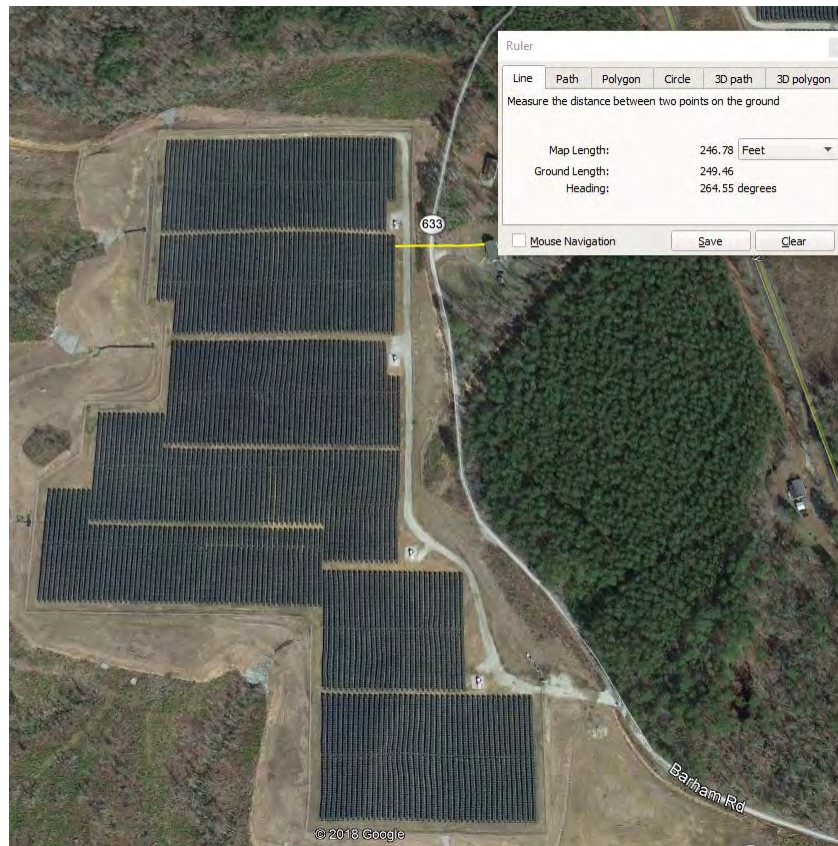 Ruler
Line Path Polygon Circle 3D path 3D polygon
Measure the distance between two points on the ground
Map Length: 246.78 Feet
Ground Length: 249.46
Heading: 264.55 degrees
Mouse Navigation Save Clear
633
Barham Rd
© 2018 Google